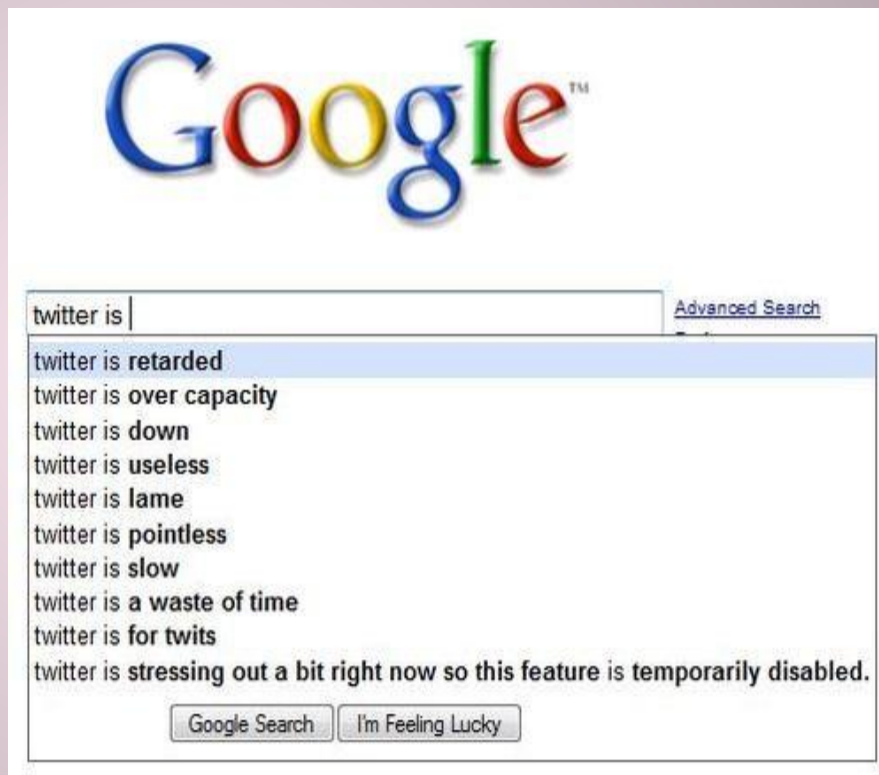 Google™
twitter is
Advanced Search
twitter is retarded
twitter is over capacity
twitter is down
twitter is useless
twitter is lame
twitter is pointless
twitter is slow
twitter is a waste of time
twitter is for twits
twitter is stressing out a bit right now so this feature is temporarily disabled.
Google Search
I'm Feeling Lucky